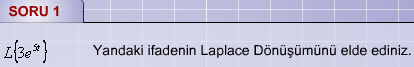 SORU 1
L{3e^{5t}} Yandaki ifadenin Laplace Dönüşümünü elde ediniz.